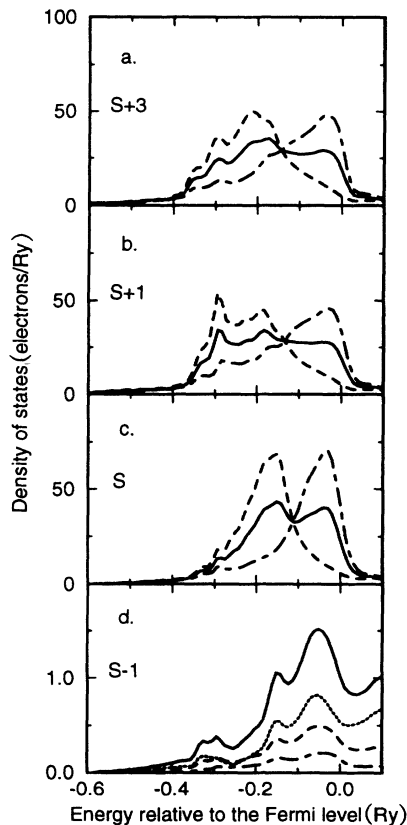 a.
S+3
50
0
b.
S+1
50
0
c.
S
50
0
d.
S-1
1.0
0.0
-0.6
-0.4
-0.2
0.0
Density of states,(electrons/Ry)
Energy relative to the Fermi level(Ry)
100